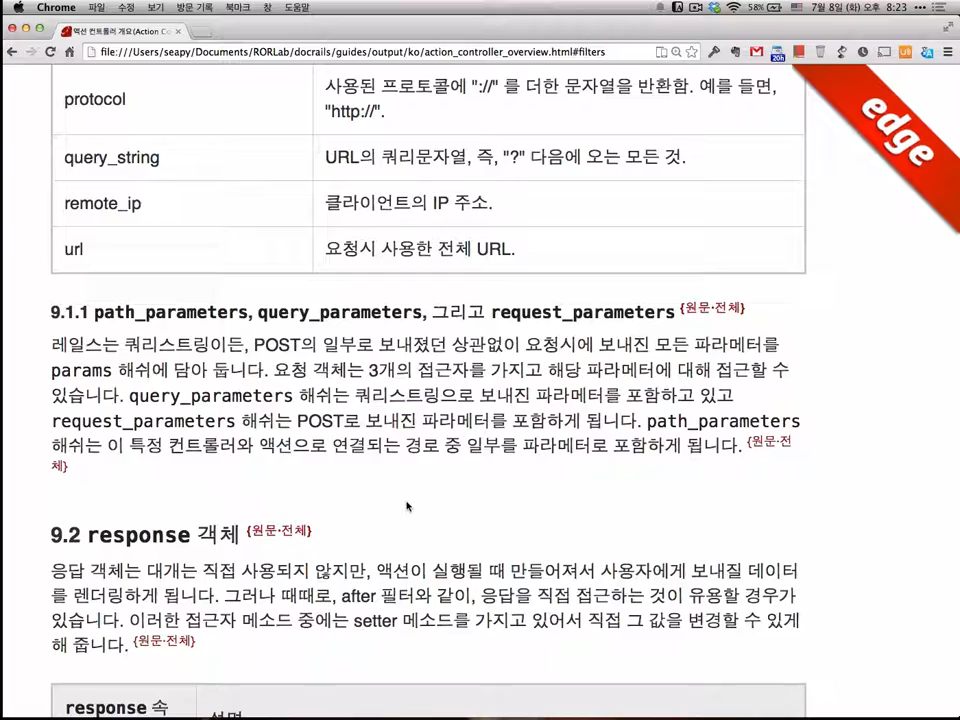 Chrome 파일 수정 보기 방문 기록 북마크 창 도움말 58% 7월 8일 (화) 오후 8:23
액션 컨트롤러 개요(Action C
file:///Users/seapy/Documents/RORLab/docrails/guides/output/ko/action_controller_overview.html#filters
20h
edge
protocol
사용된 프로토콜에 "://" 를 더한 문자열을 반환함. 예를 들면,
"http://".
query_string
URL의 쿼리문자열, 즉, "?" 다음에 오는 모든 것.
remote_ip
클라이언트의 IP 주소.
url
요청시 사용한 전체 URL.
9.1.1 path_parameters, query_parameters, 그리고 request_parameters {원문·전체}
레일스는 쿼리스트링이든, POST의 일부로 보내졌던 상관없이 요청시에 보내진 모든 파라메터를
params 해쉬에 담아 둡니다. 요청 객체는 3개의 접근자를 가지고 해당 파라메터에 대해 접근할 수
있습니다. query_parameters 해쉬는 쿼리스트링으로 보내진 파라메터를 포함하고 있고
request_parameters 해쉬는 POST로 보내진 파라메터를 포함하게 됩니다. path_parameters
해쉬는 이 특정 컨트롤러와 액션으로 연결되는 경로 중 일부를 파라메터로 포함하게 됩니다. {원문·전
체}
9.2 response 객체 {원문·전체}
응답 객체는 대개는 직접 사용되지 않지만, 액션이 실행될 때 만들어져서 사용자에게 보내질 데이터
를 렌더링하게 됩니다. 그러나 때때로, after 필터와 같이, 응답을 직접 접근하는 것이 유용할 경우가
있습니다. 이러한 접근자 메소드 중에는 setter 메소드를 가지고 있어서 직접 그 값을 변경할 수 있게
해 줍니다. {원문·전체}
response 속
설명